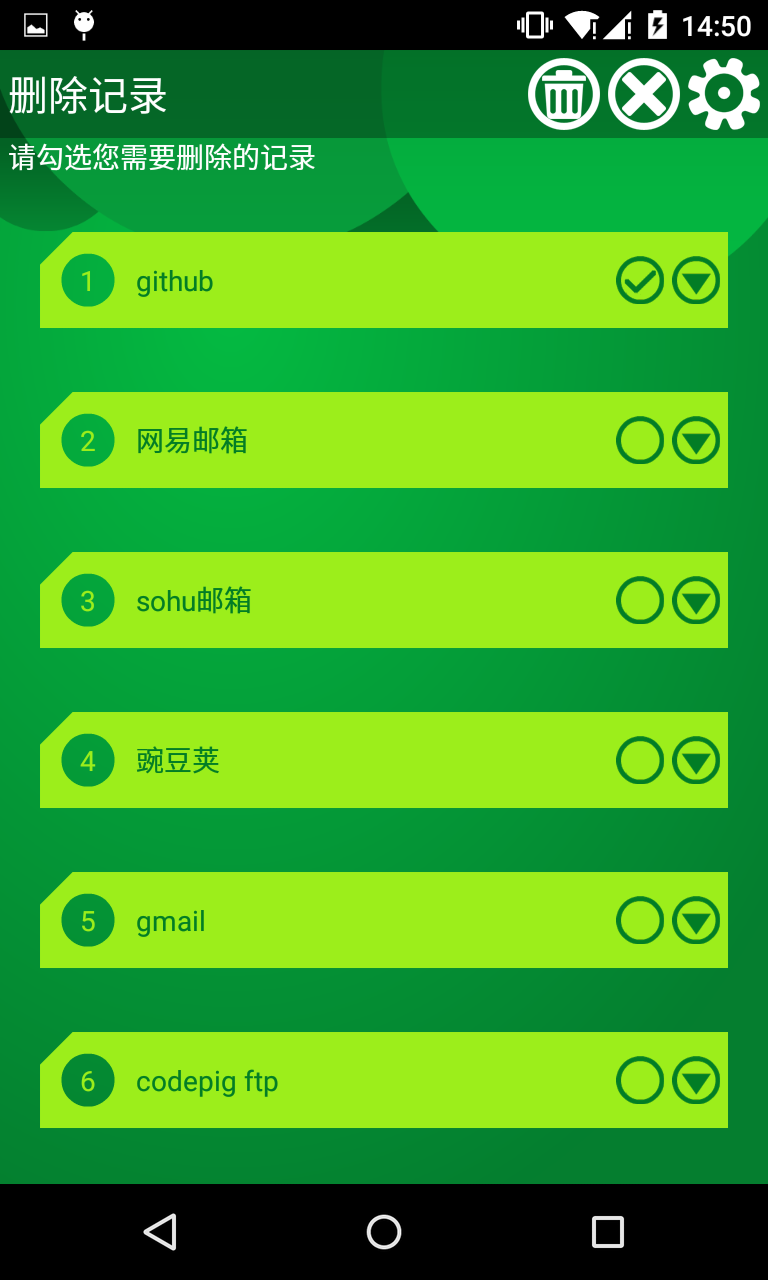 14:50
删除记录
请勾选您需要删除的记录
1 github
2 网易邮箱
3 sohu邮箱
4 豌豆荚
5 gmail
6 codepig ftp